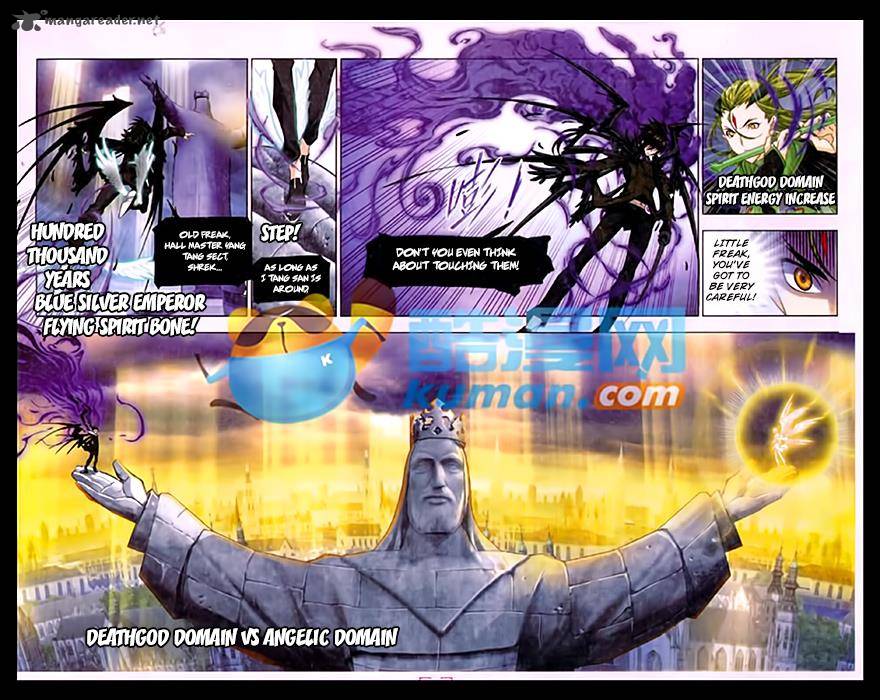 mangareader.net
HUNDRED
THOUSAND
YEARS
BLUE SILVER EMPEROR
FLYING SPIRIT BONE!
OLD FREAK,
HALL MASTER YANG
TANG SECT,
SHREK...
STEP!
AS LONG AS
I TANG SAN IS
AROUND
嘭!
DON'T YOU EVEN THINK
ABOUT TOUCHING THEM!
DEATHGOD DOMAIN
SPIRIT ENERGY INCREASE
LITTLE
FREAK,
YOU'VE
GOT TO
BE VERY
CAREFUL!
K
酷漫网
kuman.com
DEATHGOD DOMAIN VS ANGELIC DOMAIN